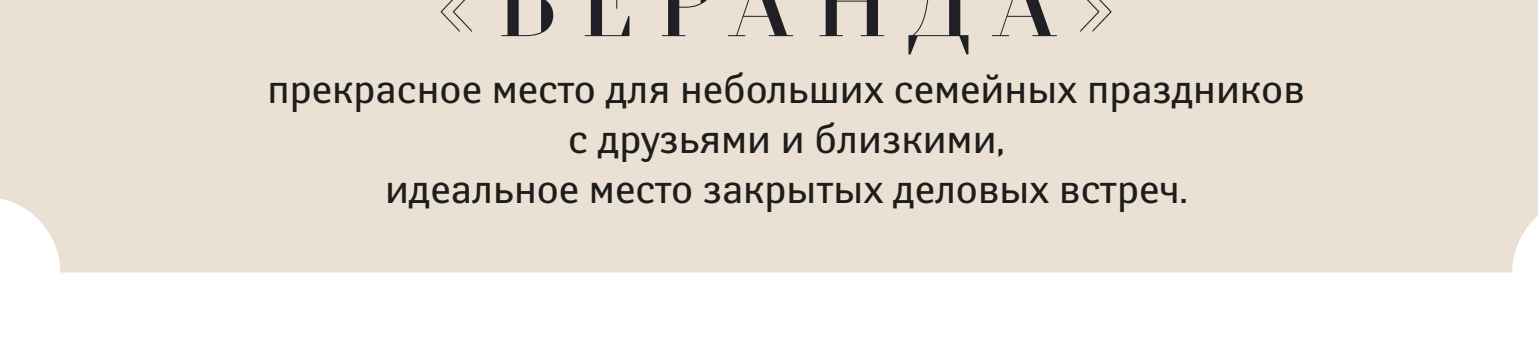 «ВЕРАНДА»
прекрасное место для небольших семейных праздников
с друзьями и близкими,
идеальное место закрытых деловых встреч.